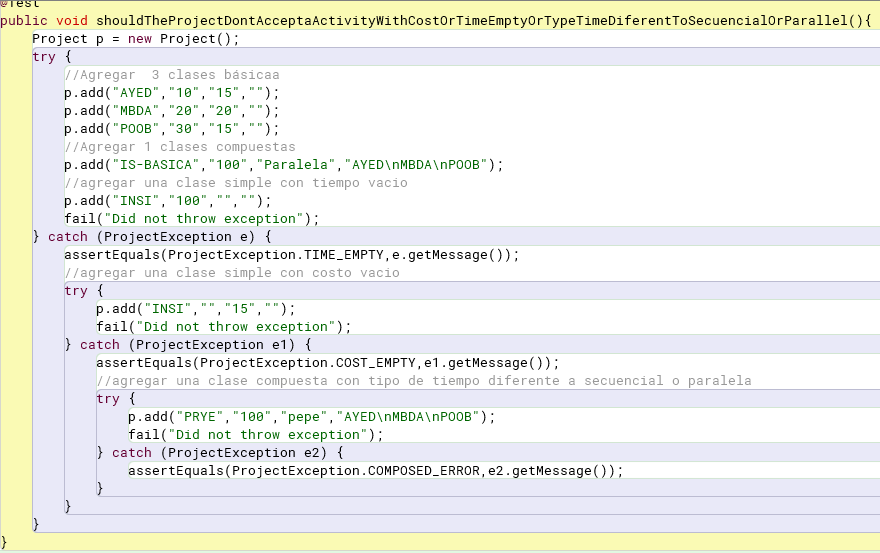 @Test
public void shouldTheProjectDontAcceptaActivityWithCostOrTimeEmptyOrTypeTimeDiferentToSecuencialOrParallel(){
Project p = new Project();
try {
//Agregar  3 clases básicaa
p.add("AYED","10","15","");
p.add("MBDA","20","20","");
p.add("POOB","30","15","");
//Agregar 1 clases compuestas
p.add("IS-BASICA","100","Paralela","AYED\nMBDA\nPOOB");
//agregar una clase simple con tiempo vacio
p.add("INSI","100","","");
fail("Did not throw exception");
} catch (ProjectException e) {
assertEquals(ProjectException.TIME_EMPTY,e.getMessage());
//agregar una clase simple con costo vacio
try {
p.add("INSI","","15","");
fail("Did not throw exception");
} catch (ProjectException e1) {
assertEquals(ProjectException.COST_EMPTY,e1.getMessage());
//agregar una clase compuesta con tipo de tiempo diferente a secuencial o paralela
try {
p.add("PRYE","100","pepe","AYED\nMBDA\nPOOB");
fail("Did not throw exception");
} catch (ProjectException e2) {
assertEquals(ProjectException.COMPOSED_ERROR,e2.getMessage());
}
}
}
}